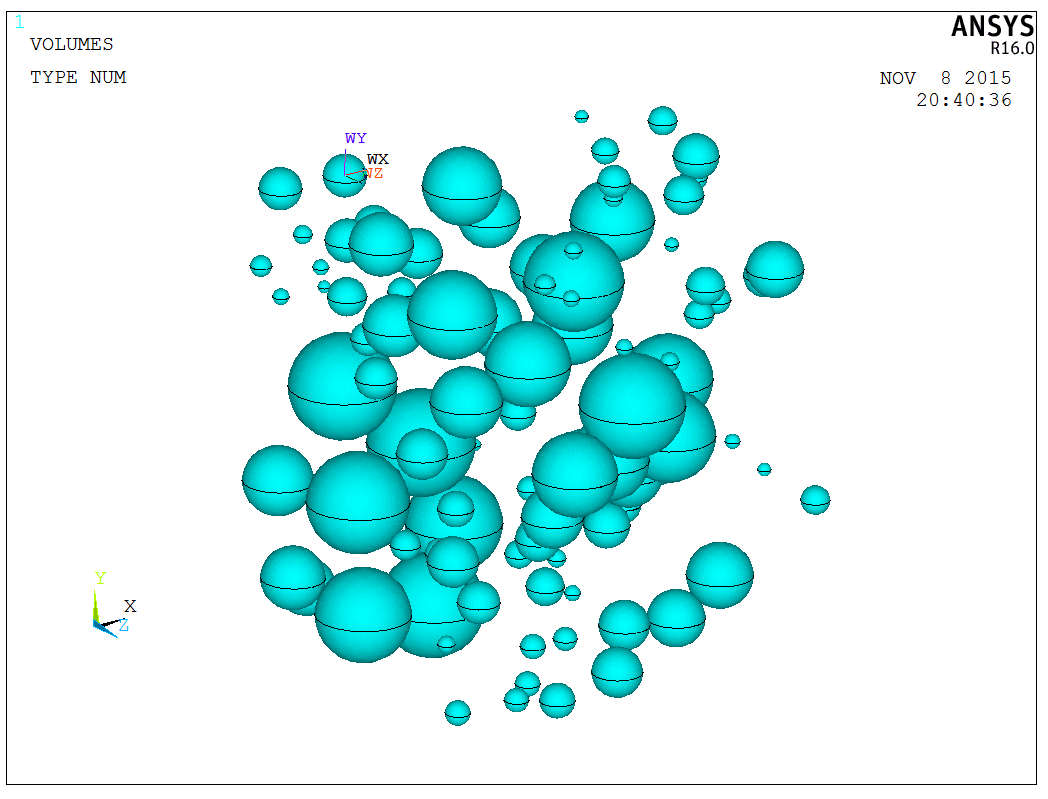 1
ANSYS
R16.0
VOLUMES
TYPE NUM
NOV  8 2015
20:40:36
WY
WX
WZ
Y
X
Z